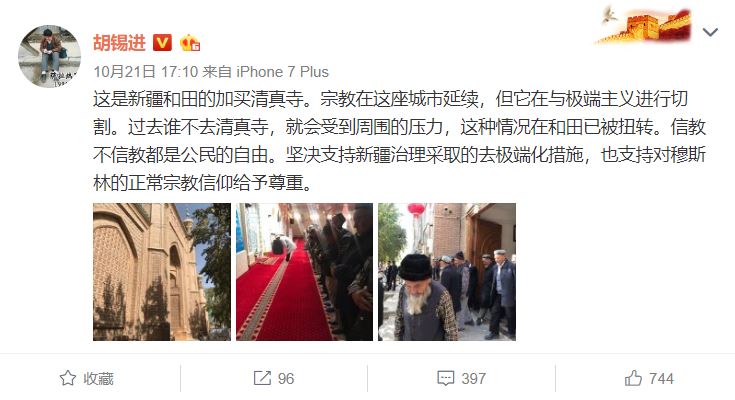 胡锡进
10月21日 17:10 来自 iPhone 7 Plus
这是新疆和田的加买清真寺。宗教在这座城市延续，但它在与极端主义进行切
割。过去谁不去清真寺，就会受到周围的压力，这种情况在和田已被扭转。信教
不信教都是公民的自由。坚决支持新疆治理采取的去极端化措施，也支持对穆斯
林的正常宗教信仰给予尊重。
收藏
96
397
744